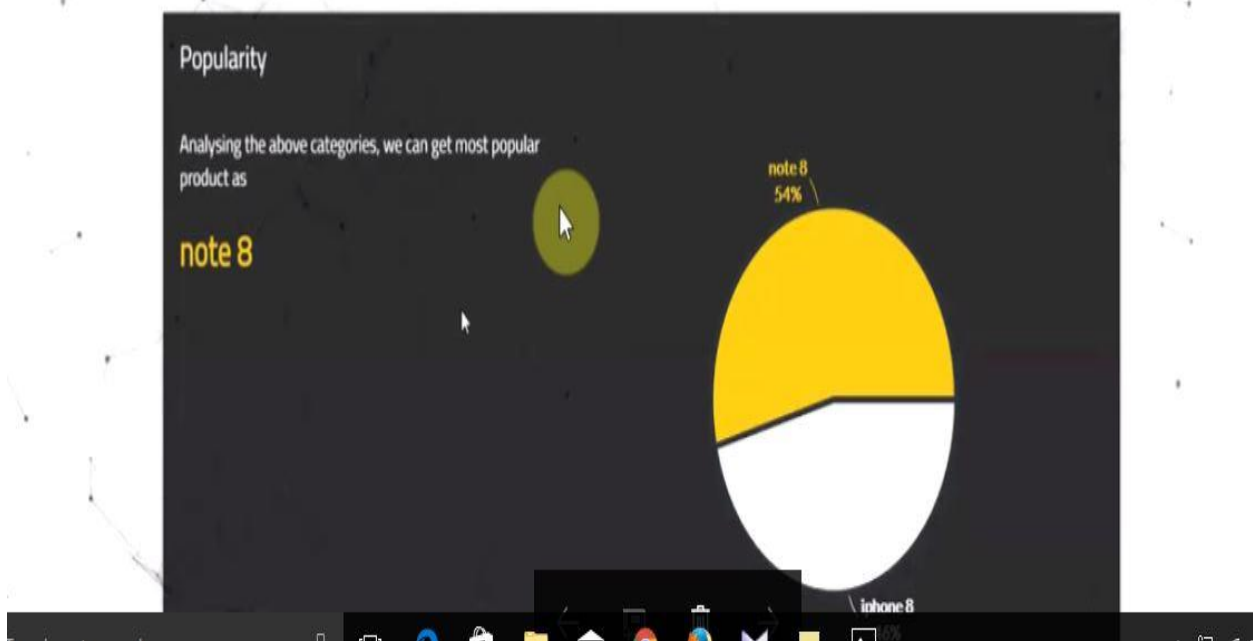 Popularity
Analysing the above categories, we can get most popular
product as
note 8
note 8
54%
iphone 8